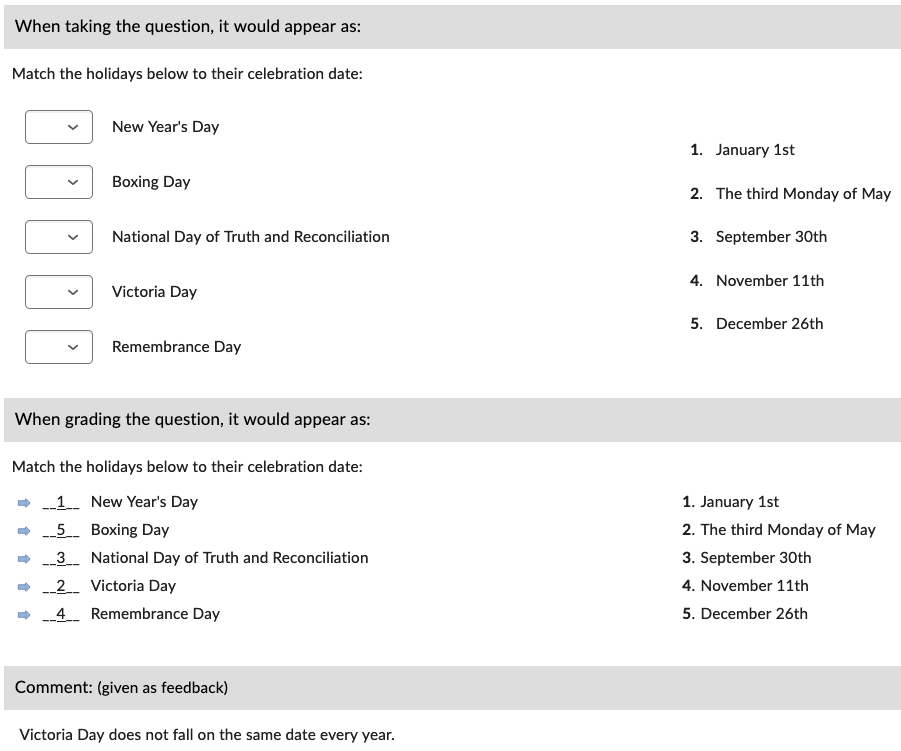 When taking the question, it would appear as:
Match the holidays below to their celebration date:
New Year's Day
Boxing Day
National Day of Truth and Reconciliation
Victoria Day
Remembrance Day
1. January 1st
2. The third Monday of May
3. September 30th
4. November 11th
5. December 26th
When grading the question, it would appear as:
Match the holidays below to their celebration date:
__1__ New Year's Day
__5__ Boxing Day
__3__ National Day of Truth and Reconciliation
__2__ Victoria Day
__4__ Remembrance Day
1. January 1st
2. The third Monday of May
3. September 30th
4. November 11th
5. December 26th
Comment: (given as feedback)
Victoria Day does not fall on the same date every year.